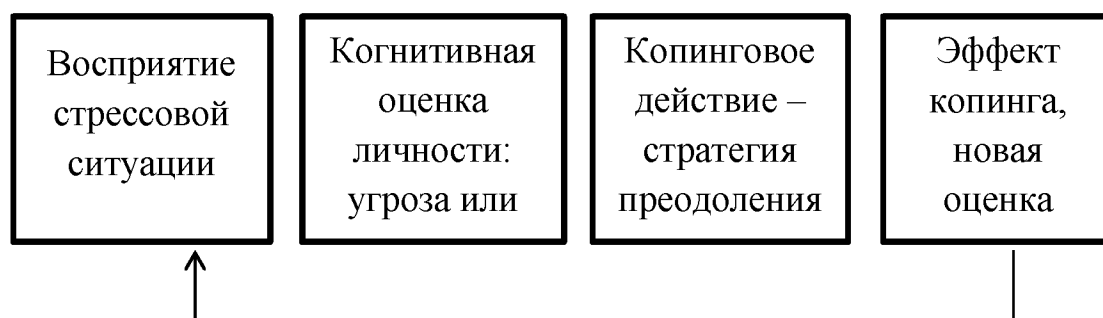 Восприятие
стрессовой
ситуации
Когнитивная
оценка
личности:
угроза или
Копинговое
действие –
стратегия
преодоления
Эффект
копинга,
новая
оценка